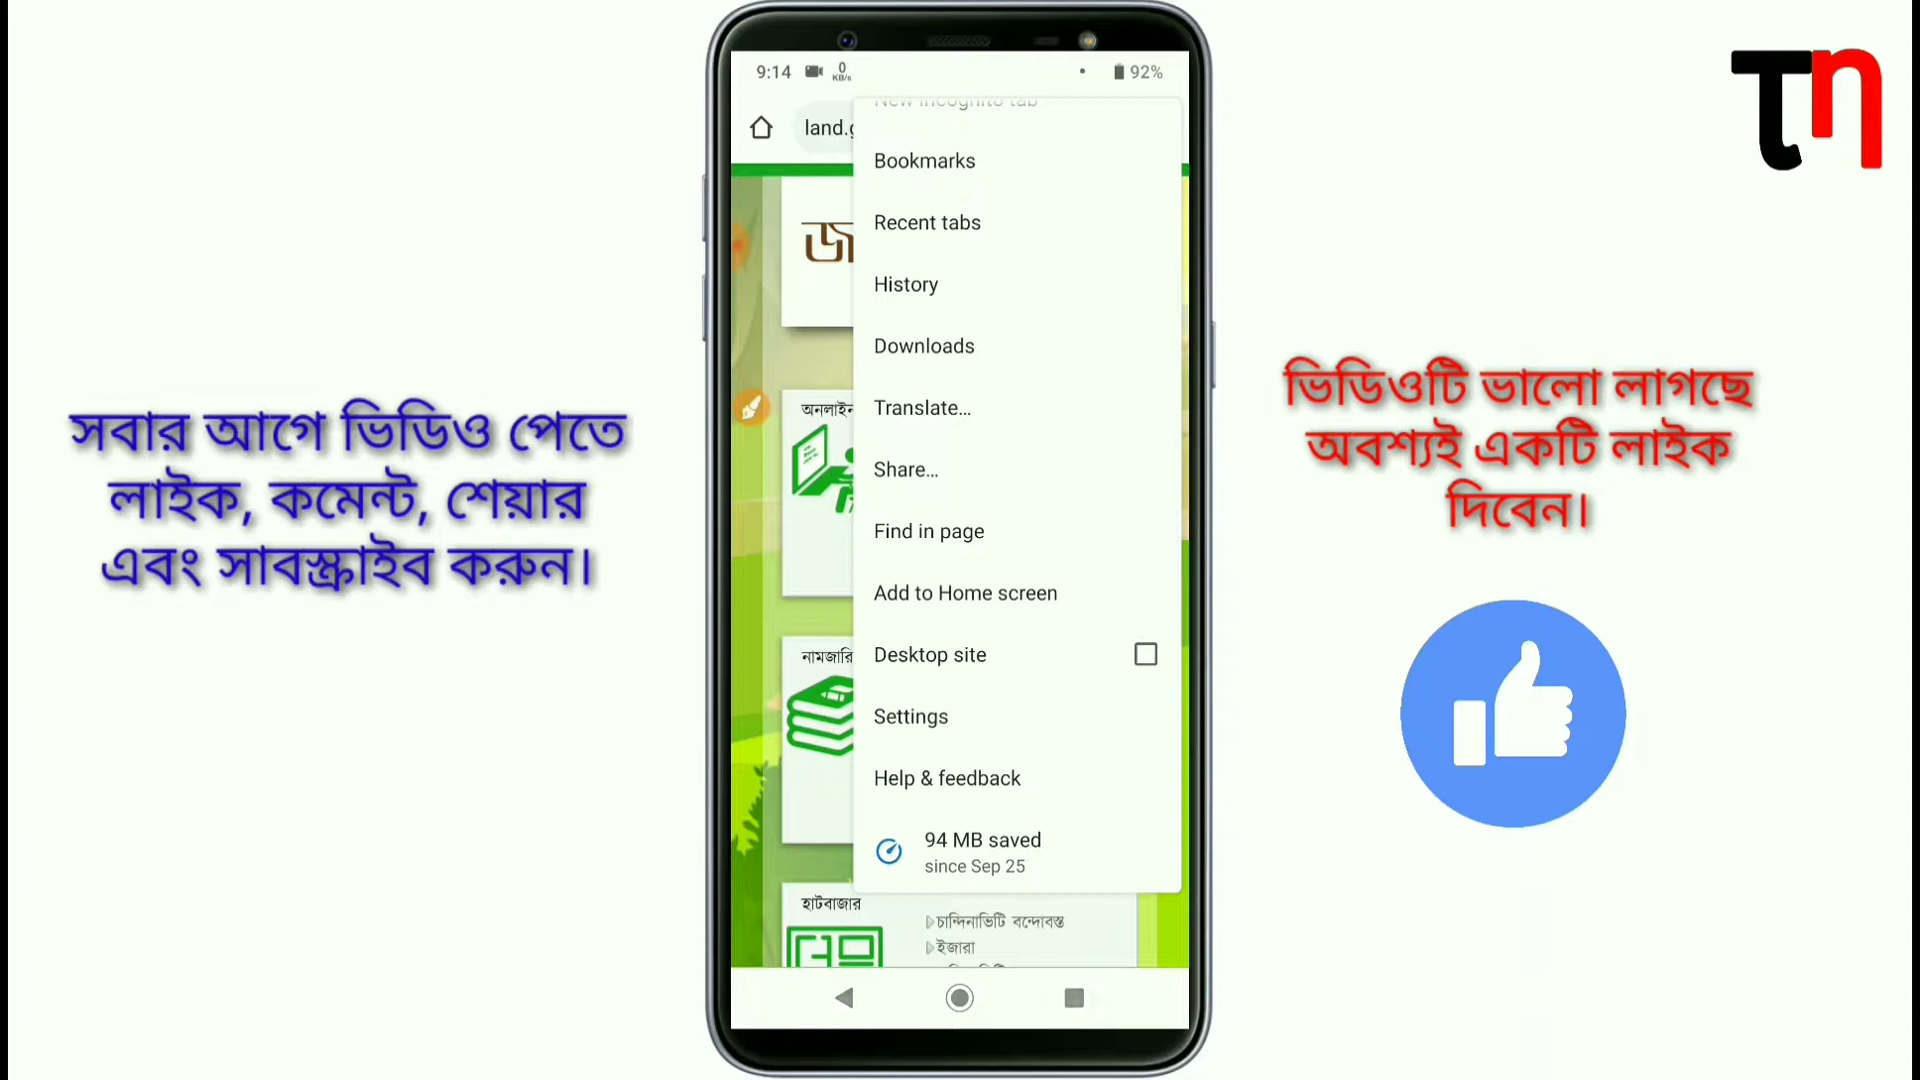 9:14
0
KB/s
92%
land.g
New incognito tab
Bookmarks
Recent tabs
History
Downloads
Translate...
Share...
Find in page
Add to Home screen
Desktop site
Settings
Help & feedback
94 MB saved
since Sep 25
জ
অনলাইন
নামজারি
হাটবাজার
চান্দিনাভিটি বন্দোবস্ত
ইজারা
সবার আগে ভিডিও পেতে
লাইক, কমেন্ট, শেয়ার
এবং সাবস্ক্রাইব করুন।
ভিডিওটি ভালো লাগছে
অবশ্যই একটি লাইক
দিবেন।